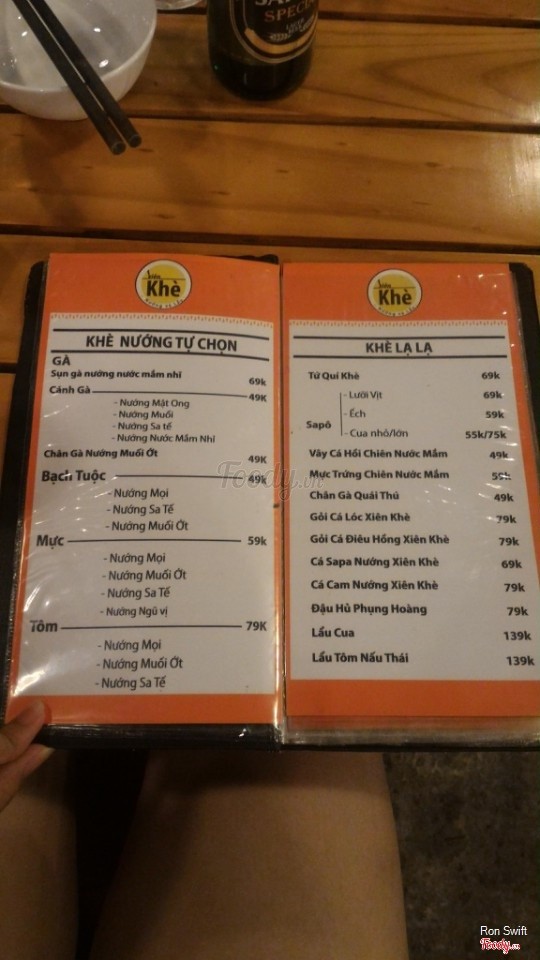 SPECIAL
Khè
KHÈ NƯỚNG TỰ CHỌN
GÀ
Sụn gà nướng nước mắm nhỉ 69k
Cánh Gà 49K
- Nướng Mật Ong
- Nướng Muối
- Nướng Sa tế
- Nướng Nước Mắm Nhỉ
Chân Gà Nướng Muối Ớt 49K
Bạch Tuộc 49k
- Nướng Mọi
- Nướng Sa Tế
- Nướng Muối Ớt
Mực 59k
- Nướng Mọi
- Nướng Muối Ớt
- Nướng Sa Tế
- Nướng Ngũ vị
Tôm 79K
- Nướng Mọi
- Nướng Muối Ớt
- Nướng Sa Tế
Khè
KHÈ LẠ LẠ
Tứ Quí Khè 69k
Sapô
- Lưỡi Vịt 69k
- Ếch 59k
- Cua nhỏ/lớn 55k/75k
Vây Cá Hồi Chiên Nước Mắm 49k
Mực Trứng Chiên Nước Mắm 59k
Chân Gà Quái Thú 49k
Gỏi Cá Lóc Xiên Khè 79k
Gỏi Cá Điêu Hồng Xiên Khè 79k
Cá Sapa Nướng Xiên Khè 69k
Cá Cam Nướng Xiên Khè 79k
Đậu Hủ Phụng Hoàng 79k
Lẩu Cua 139k
Lẩu Tôm Nấu Thái 139k
Foody.vn
Ron Swift
Foody.vn